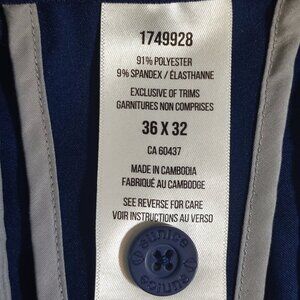 1749928
91% POLYESTER
9% SPANDEX / ÉLASTHANNE
EXCLUSIVE OF TRIMS
GARNITURES NON COMPRISES
36 X 32
CA 60437
MADE IN CAMBODIA
FABRIQUÉ AU CAMBODGE
SEE REVERSE FOR CARE
VOIR INSTRUCTIONS AU VERSO